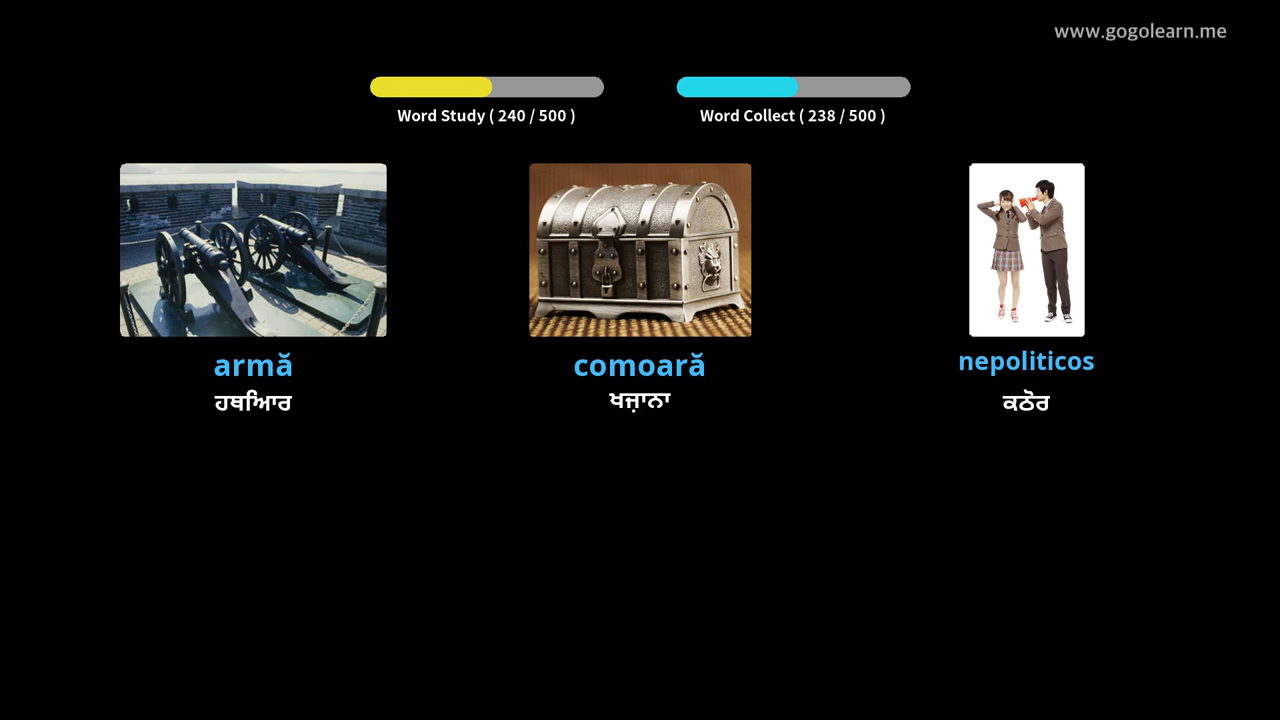 www.gogolearn.me
Word Study ( 240 / 500 )
Word Collect ( 238 / 500 )
armă
comoară
nepoliticos
ਹਥਿਆਰ
ਖਜ਼ਾਨਾ
ਕਠੋਰ